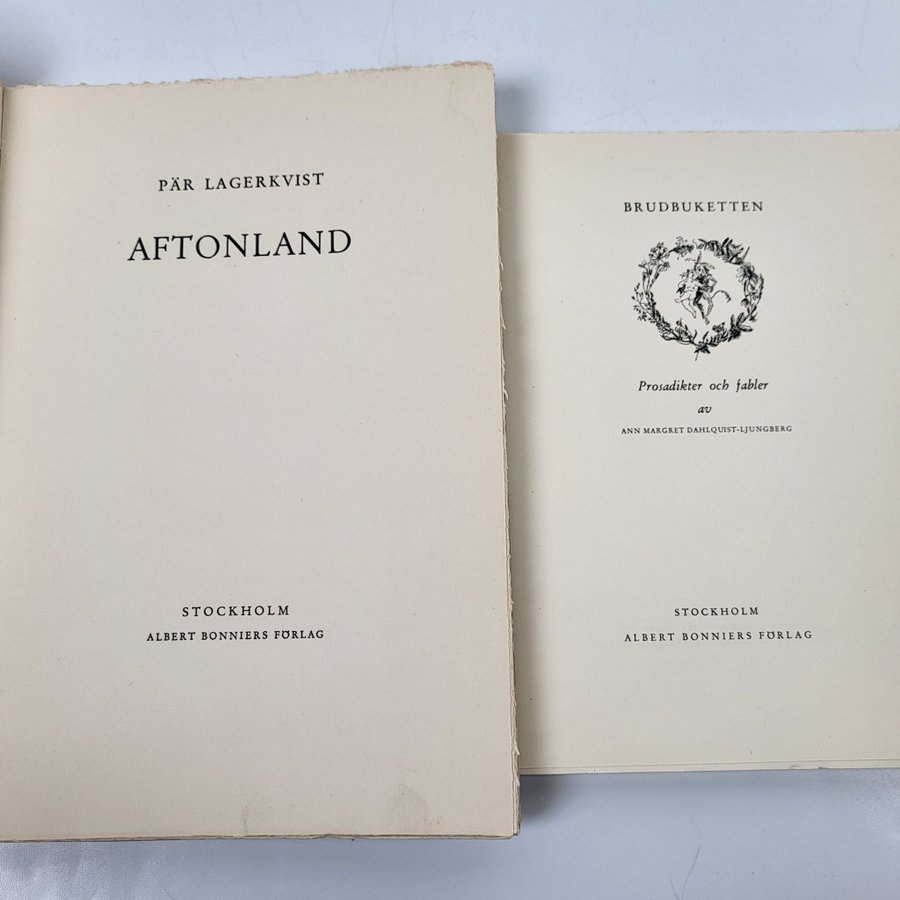 PÄR LAGERKVIST
AFTONLAND
STOCKHOLM
ALBERT BONNIERS FÖRLAG
BRUDBUKETTEN
Prosadikter och fabler
av
ANN MARGRET DAHLQUIST-LJUNGBERG
STOCKHOLM
ALBERT BONNIERS FÖRLAG